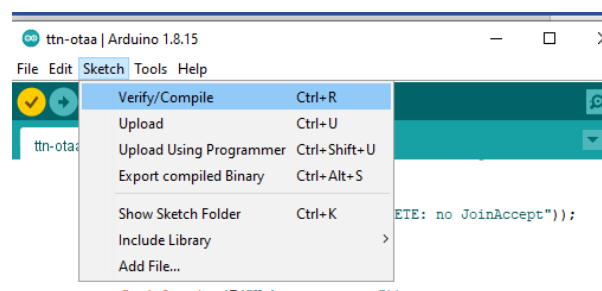 ttn-otaa | Arduino 1.8.15
File Edit Sketch Tools Help
Verify/Compile Ctrl+R
Upload Ctrl+U
ttn-otaa
Upload Using Programmer Ctrl+Shift+U
Export compiled Binary Ctrl+Alt+S
Show Sketch Folder Ctrl+K
ETE: no JoinAccept"));
Include Library >
Add File...